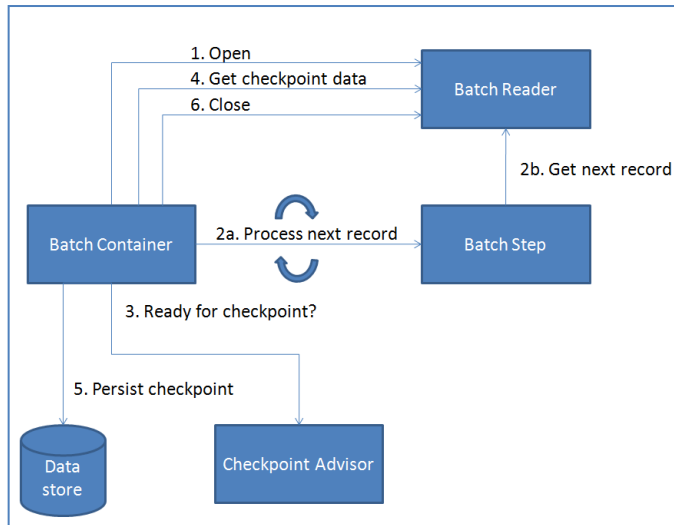 1. Open
4. Get checkpoint data
6. Close
Batch Reader
2b. Get next record
Batch Container
2a. Process next record
Batch Step
3. Ready for checkpoint?
5. Persist checkpoint
Data
store
Checkpoint Advisor